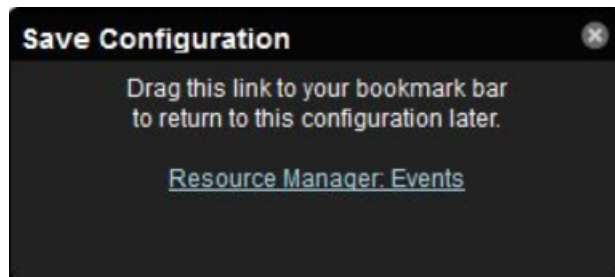 Save Configuration
Drag this link to your bookmark bar
to return to this configuration later.
Resource Manager: Events